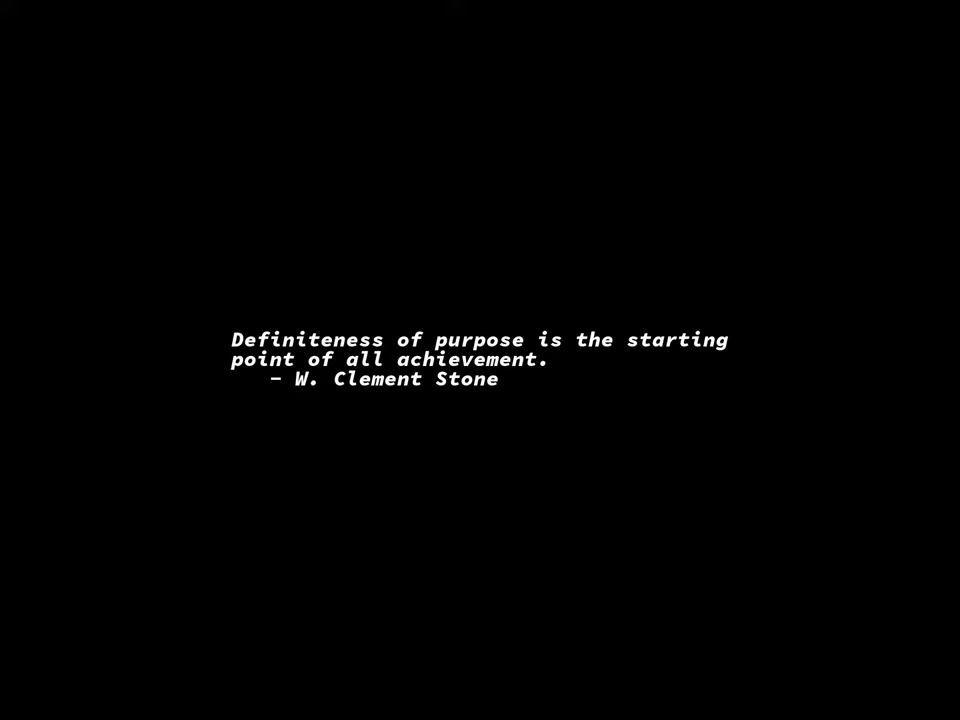 Definiteness of purpose is the starting
point of all achievement.
– W. Clement Stone